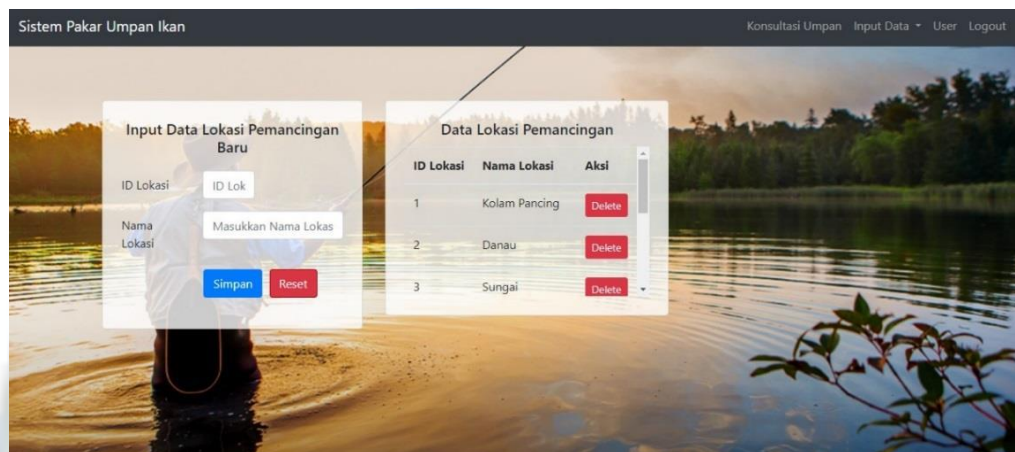 Sistem Pakar Umpan Ikan
Konsultasi Umpan Input Data User Logout
Input Data Lokasi Pemancingan
Baru
ID Lokasi ID Lok
Nama
Lokasi
Masukkan Nama Lokas
Simpan Reset
Data Lokasi Pemancingan
ID Lokasi Nama Lokasi Aksi
1 Kolam Pancing Delete
2 Danau Delete
3 Sungai Delete